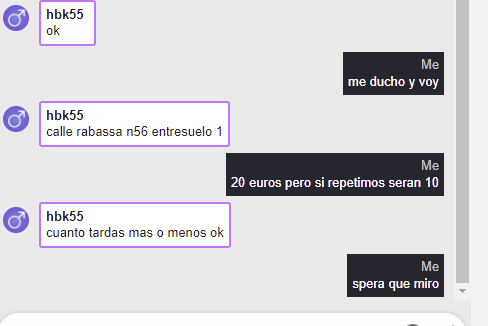 hbk55
ok
Me
me ducho y voy
hbk55
calle rabassa n56 entresuelo 1
Me
20 euros pero si repetimos seran 10
hbk55
cuanto tardas mas o menos ok
Me
spera que miro